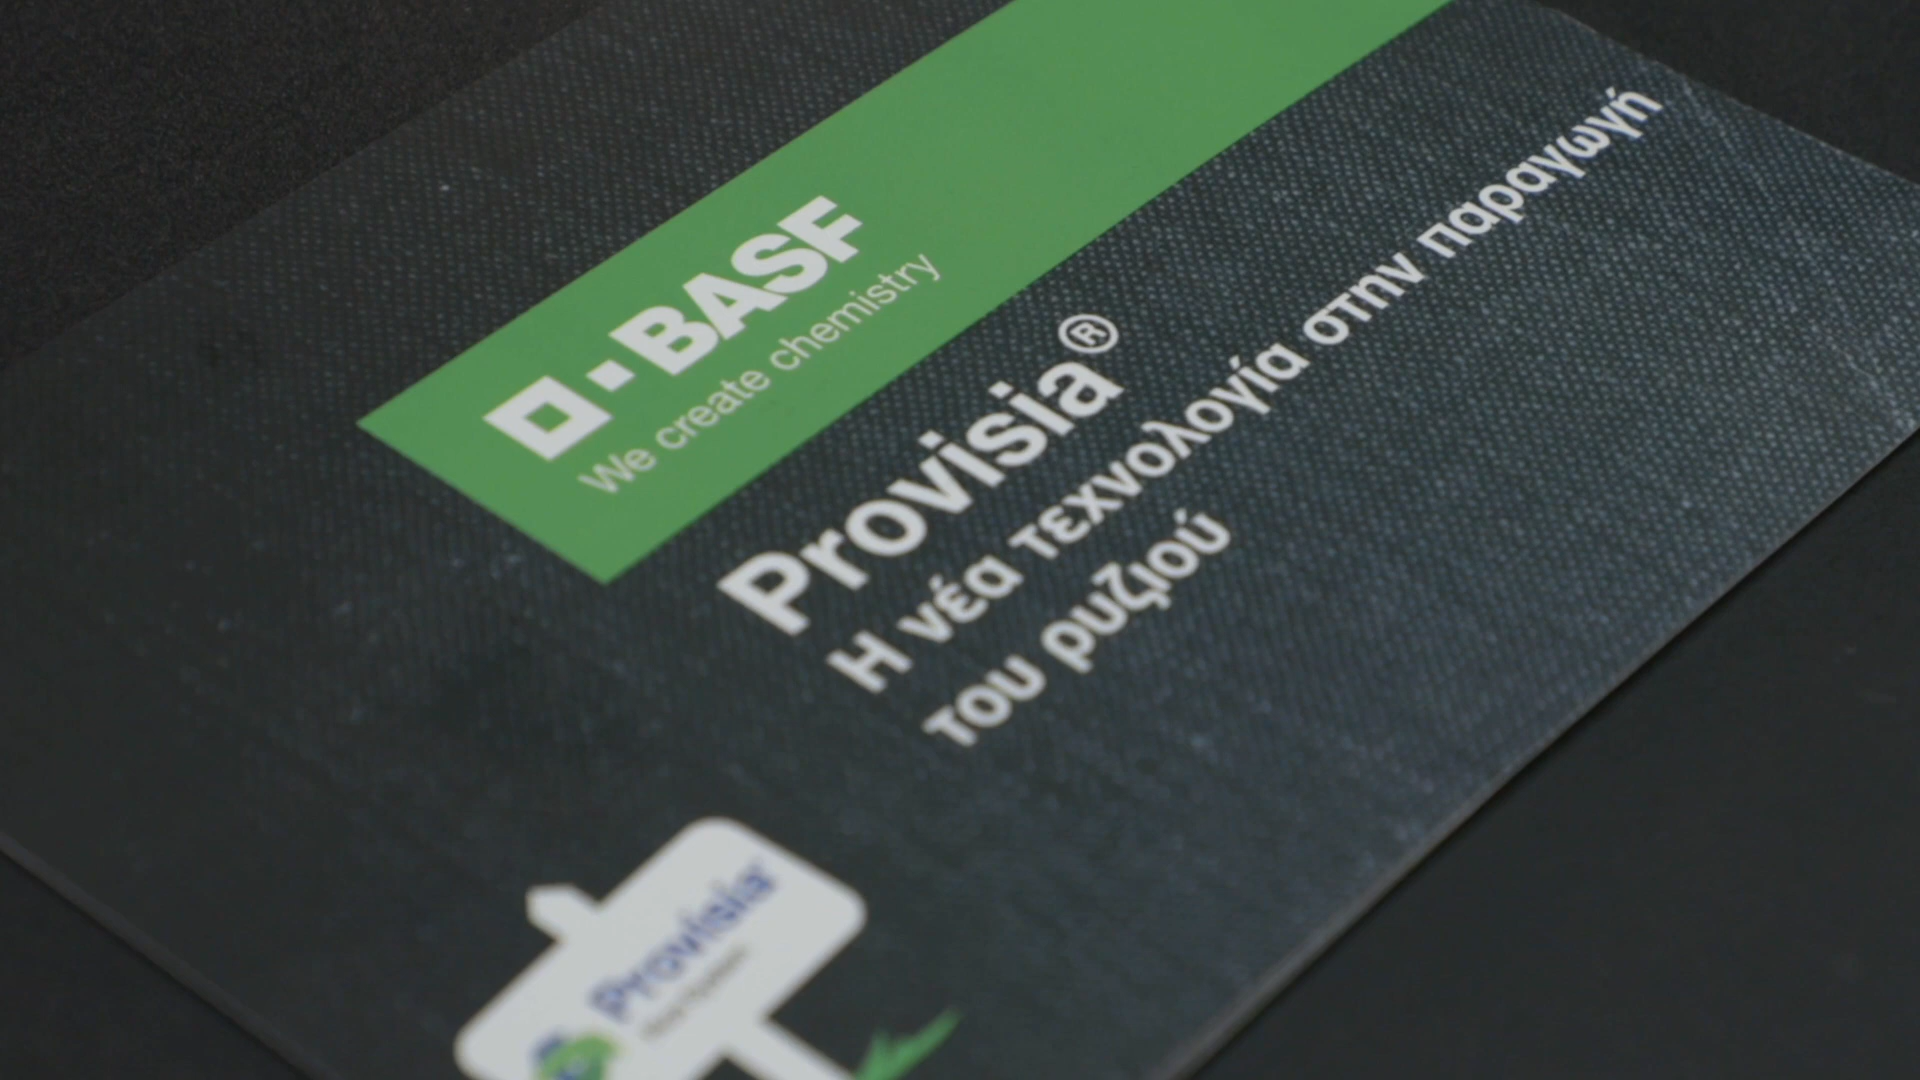 BASF
We create chemistry
Provisia®
Η νέα τεχνολογία στην παραγωγή
του ρυζιού
Provisia